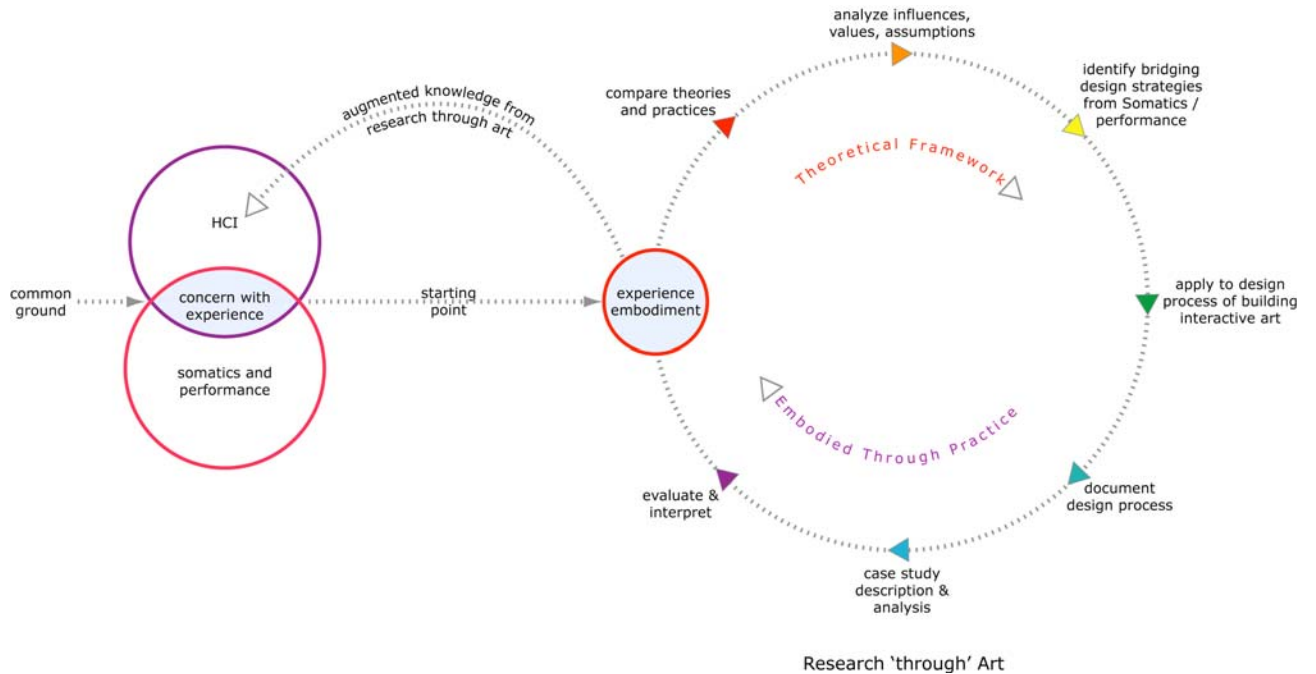 analyze influences,
values, assumptions
compare theories
and practices
identify bridging
design strategies
from Somatics /
performance
augmented knowledge from
research through art
Theoretical Framework
HCI
common
ground
concern with
experience
starting
point
experience
embodiment
apply to design
process of building
interactive art
somatics and
performance
Embodied Through Practice
evaluate &
interpret
document
design process
case study
description &
analysis
Research ‘through’ Art